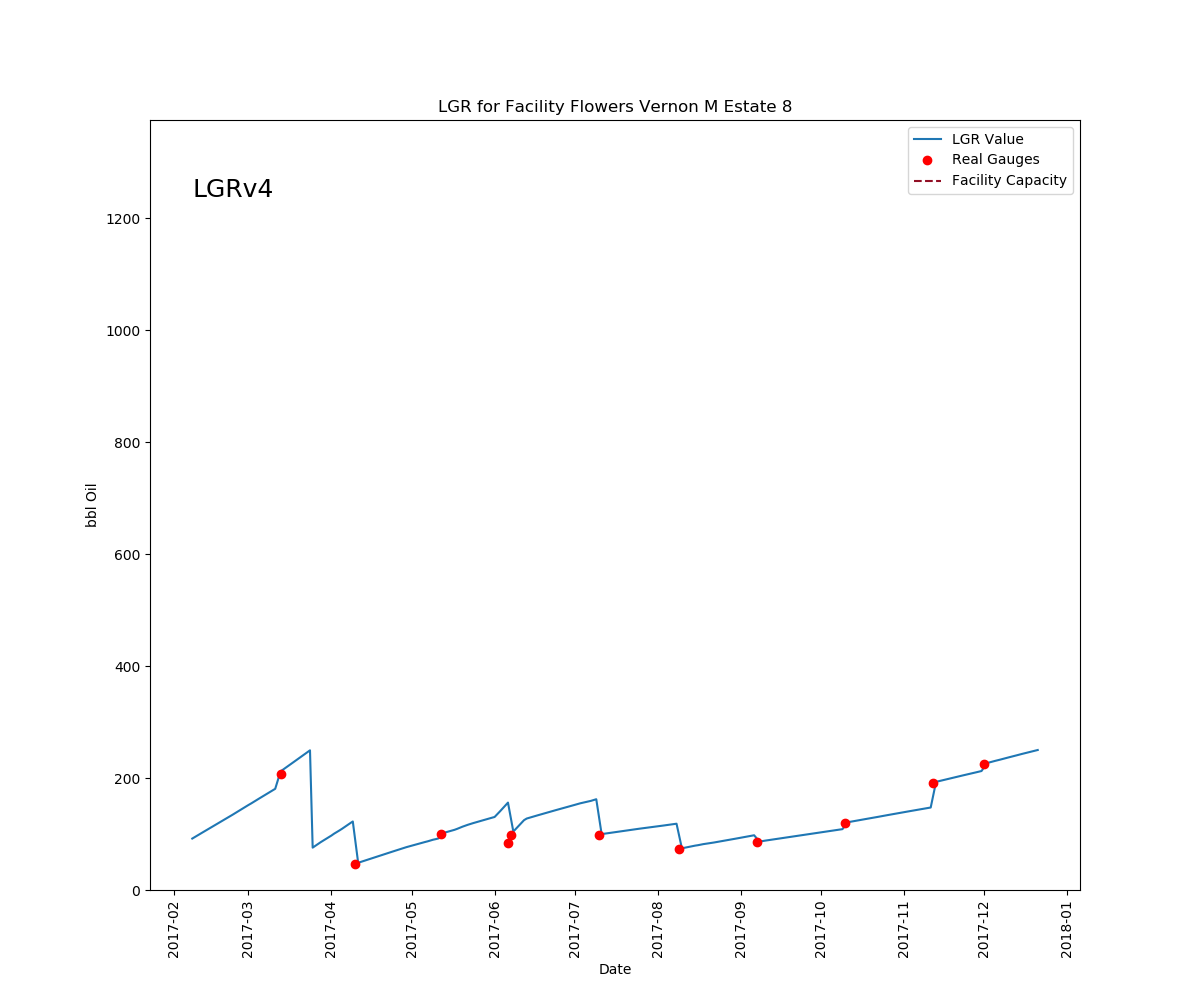 LGR for Facility Flowers Vernon M Estate 8
LGRv4
LGR Value
Real Gauges
Facility Capacity
1200
1000
800
600
400
200
0
bbl Oil
2017-02
2017-03
2017-04
2017-05
2017-06
2017-07
2017-08
2017-09
2017-10
2017-11
2017-12
2018-01
Date